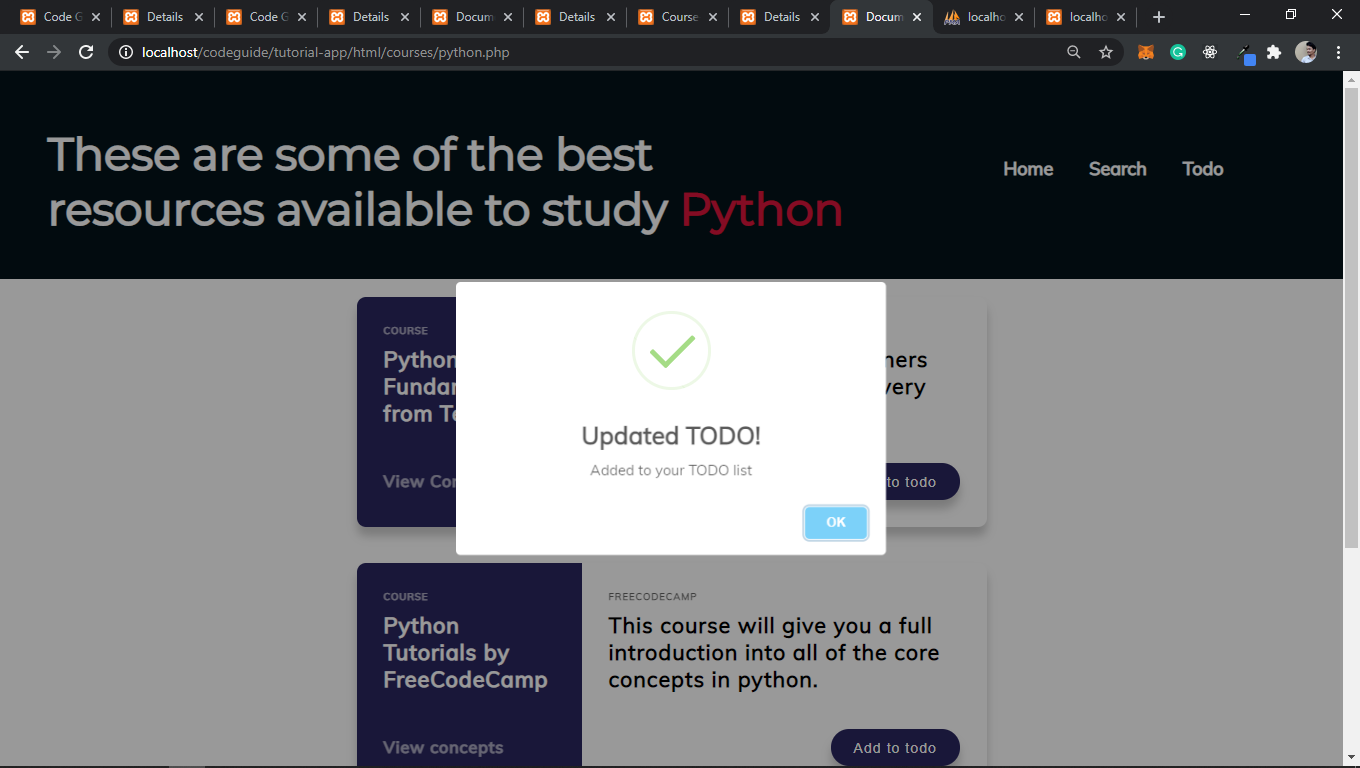 Code G
Details
Code G
Details
Docum
Details
Course
Details
Docum
localho
localho
localhost/codeguide/tutorial-app/html/courses/python.php
These are some of the best
resources available to study Python
Home
Search
Todo
COURSE
Python
Fundar
from Te
View Con
ners
very
to todo
Updated TODO!
Added to your TODO list
OK
COURSE
Python
Tutorials by
FreeCodeCamp
View concepts
FREECODECAMP
This course will give you a full
introduction into all of the core
concepts in python.
Add to todo